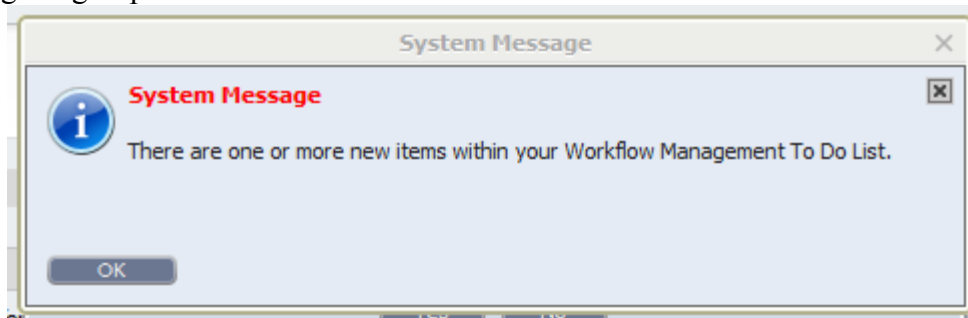 System Message
System Message
There are one or more new items within your Workflow Management To Do List.
OK